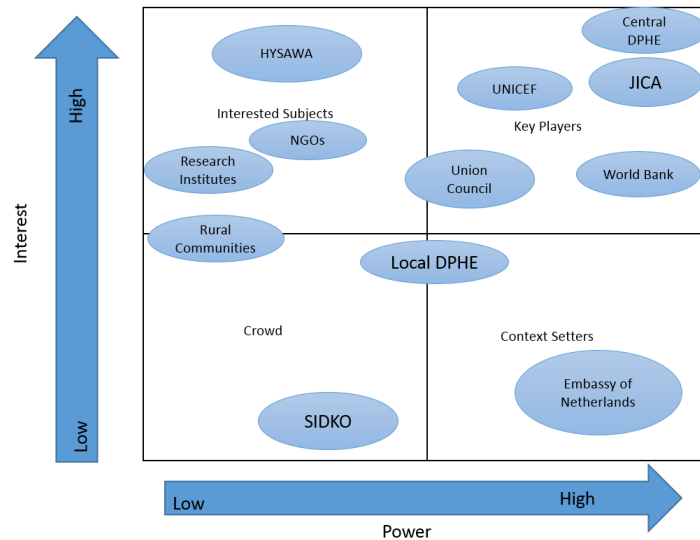 Central
DPHE
HYSAWA
High
JICA
UNICEF
Interested Subjects
Key Players
NGOs
Research
Institutes
Union
Council
World Bank
Interest
Rural
Communities
Local DPHE
Crowd
Context Setters
Embassy of
Netherlands
SIDKO
Low
Low
High
Power